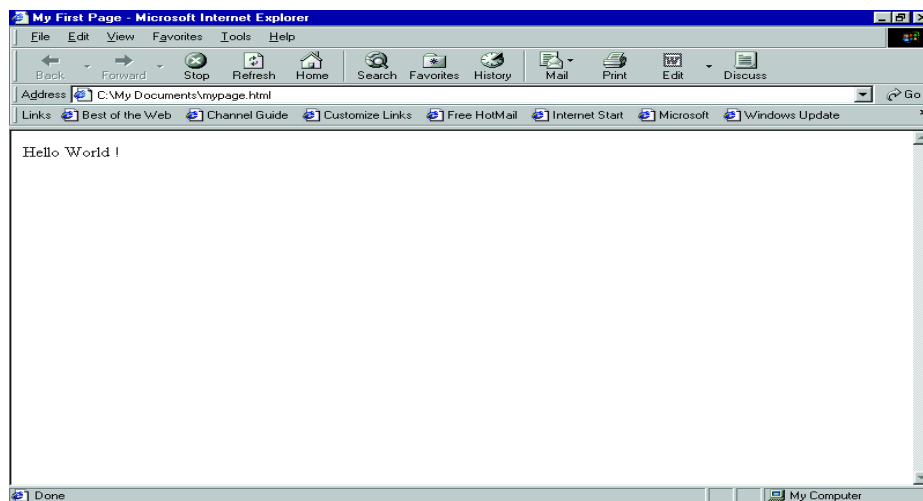 My First Page - Microsoft Internet Explorer
File Edit View Favorites Tools Help
Back Forward Stop Refresh Home Search Favorites History Mail Print Edit Discuss
Address C:\My Documents\mypage.html Go
Links Best of the Web Channel Guide Customize Links Free HotMail Internet Start Microsoft Windows Update
Hello World !
Done My Computer